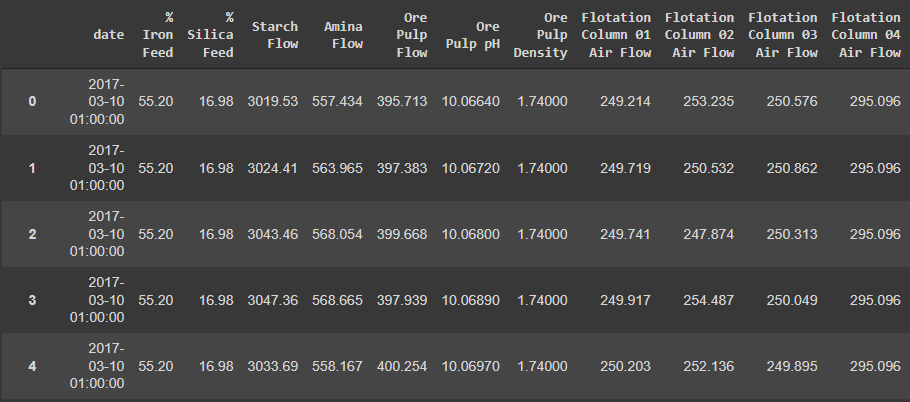 date % Iron Feed % Silica Feed Starch Flow Amina Flow Ore Pulp Flow Ore Pulp pH Ore Pulp Density Flotation Column 01 Air Flow Flotation Column 02 Air Flow Flotation Column 03 Air Flow Flotation Column 04 Air Flow
0 2017-03-10 01:00:00 55.20 16.98 3019.53 557.434 395.713 10.06640 1.74000 249.214 253.235 250.576 295.096
1 2017-03-10 01:00:00 55.20 16.98 3024.41 563.965 397.383 10.06720 1.74000 249.719 250.532 250.862 295.096
2 2017-03-10 01:00:00 55.20 16.98 3043.46 568.054 399.668 10.06800 1.74000 249.741 247.874 250.313 295.096
3 2017-03-10 01:00:00 55.20 16.98 3047.36 568.665 397.939 10.06890 1.74000 249.917 254.487 250.049 295.096
4 2017-03-10 01:00:00 55.20 16.98 3033.69 558.167 400.254 10.06970 1.74000 250.203 252.136 249.895 295.096